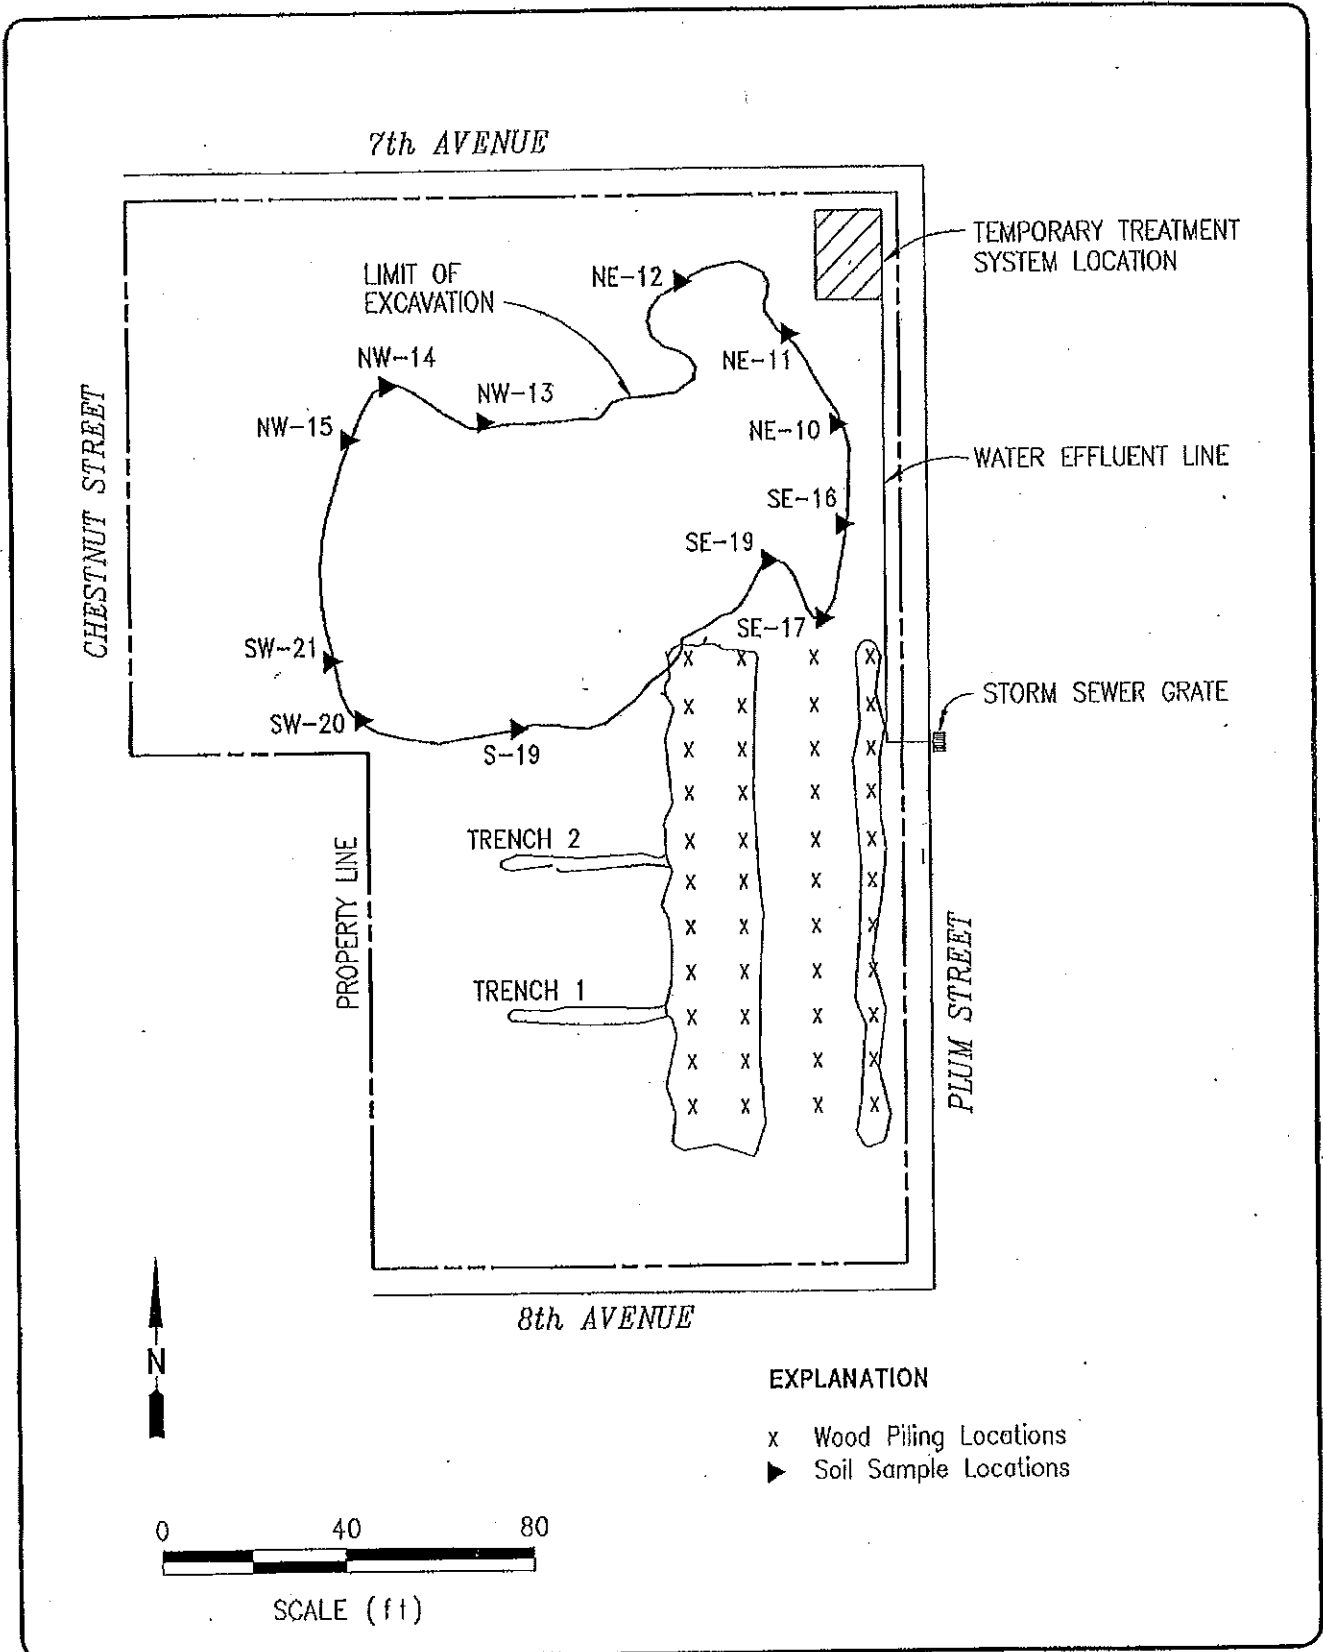 7th AVENUE
TEMPORARY TREATMENT
SYSTEM LOCATION
LIMIT OF
EXCAVATION
NE-12
NW-14
NE-11
NW-13
NW-15
NE-10
WATER EFFLUENT LINE
CHESTNUT STREET
SE-16
SE-19
SE-17
SW-21
STORM SEWER GRATE
SW-20
S-19
x x x x
x x x x
x x x x
x x x x
TRENCH 2
x x x x
x x x x
PROPERTY LINE
x x x x
x x x x
PLUM STREET
TRENCH 1
x x x x
x x x x
x x x x
8th AVENUE
N
EXPLANATION
x Wood Piling Locations
Soil Sample Locations
0 40 80
SCALE (ft)